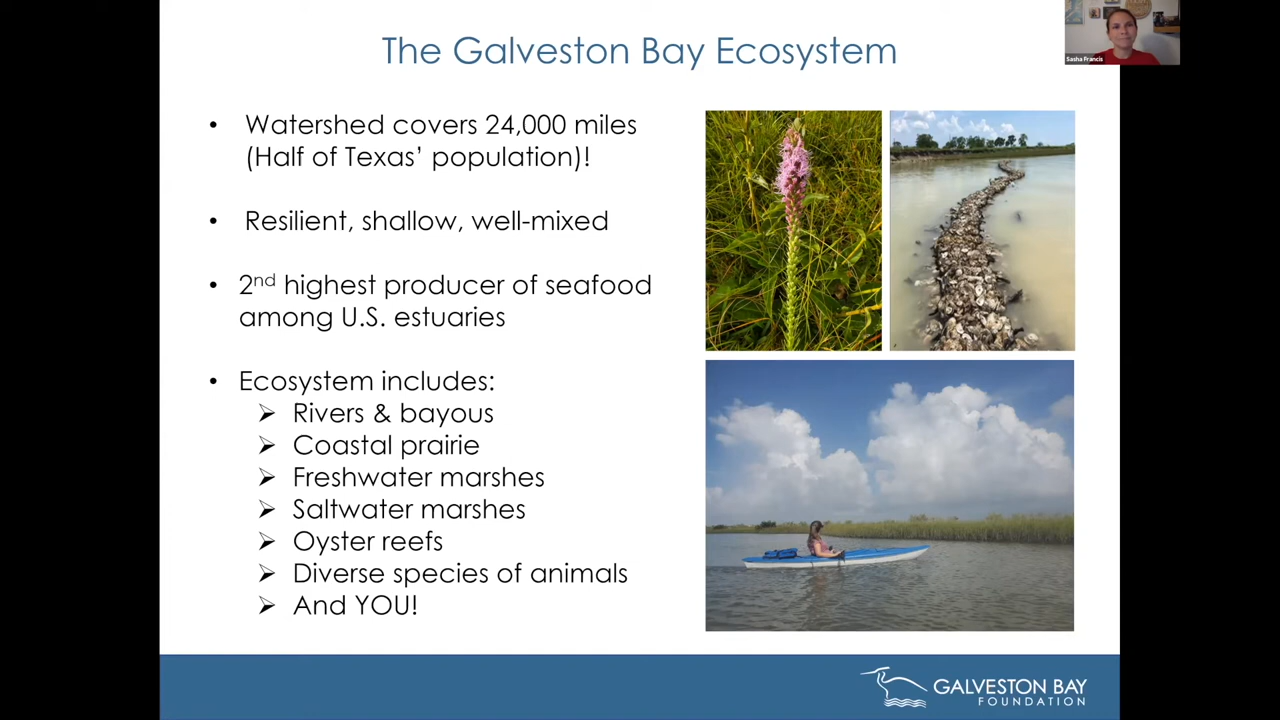 The Galveston Bay Ecosystem
Sasha Francis
• Watershed covers 24,000 miles
(Half of Texas’ population)!
• Resilient, shallow, well-mixed
• 2nd highest producer of seafood
among U.S. estuaries
• Ecosystem includes:
➢ Rivers & bayous
➢ Coastal prairie
➢ Freshwater marshes
➢ Saltwater marshes
➢ Oyster reefs
➢ Diverse species of animals
➢ And YOU!
GALVESTON BAY
FOUNDATION